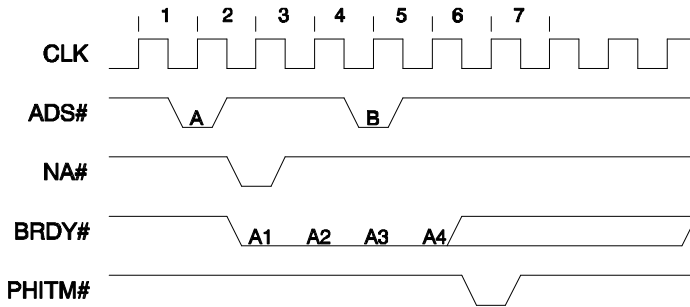 1 2 3 4 5 6 7
CLK
ADS# A B
NA#
BRDY# A1 A2 A3 A4
PHITM#